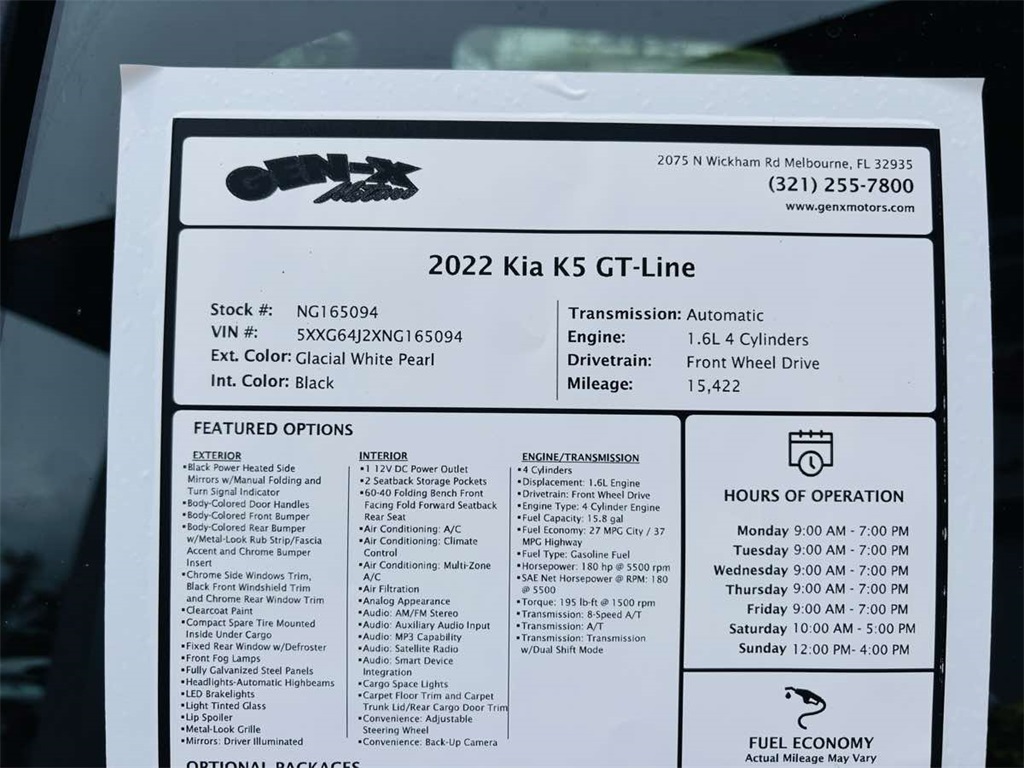 GEN-X
Motors
2075 N Wickham Rd Melbourne, FL 32935
(321) 255-7800
www.genxmotors.com
2022 Kia K5 GT-Line
Stock #: NG165094
VIN #: 5XXG64J2XNG165094
Ext. Color: Glacial White Pearl
Int. Color: Black
Transmission: Automatic
Engine: 1.6L 4 Cylinders
Drivetrain: Front Wheel Drive
Mileage: 15,422
FEATURED OPTIONS
EXTERIOR
▪Black Power Heated Side
Mirrors w/Manual Folding and
Turn Signal Indicator
▪Body-Colored Door Handles
▪Body-Colored Front Bumper
▪Body-Colored Rear Bumper
w/Metal-Look Rub Strip/Fascia
Accent and Chrome Bumper
Insert
▪Chrome Side Windows Trim,
Black Front Windshield Trim
and Chrome Rear Window Trim
▪Clearcoat Paint
▪Compact Spare Tire Mounted
Inside Under Cargo
▪Fixed Rear Window w/Defroster
▪Front Fog Lamps
▪Fully Galvanized Steel Panels
▪Headlights-Automatic Highbeams
▪LED Brakelights
▪Light Tinted Glass
▪Lip Spoiler
▪Metal-Look Grille
▪Mirrors: Driver Illuminated
INTERIOR
▪1 12V DC Power Outlet
▪2 Seatback Storage Pockets
▪60-40 Folding Bench Front
Facing Fold Forward Seatback
Rear Seat
▪Air Conditioning: A/C
▪Air Conditioning: Climate
Control
▪Air Conditioning: Multi-Zone
A/C
▪Air Filtration
▪Analog Appearance
▪Audio: AM/FM Stereo
▪Audio: Auxiliary Audio Input
▪Audio: MP3 Capability
▪Audio: Satellite Radio
▪Audio: Smart Device
Integration
▪Cargo Space Lights
▪Carpet Floor Trim and Carpet
Trunk Lid/Rear Cargo Door Trim
▪Convenience: Adjustable
Steering Wheel
▪Convenience: Back-Up Camera
ENGINE/TRANSMISSION
▪4 Cylinders
▪Displacement: 1.6L Engine
▪Drivetrain: Front Wheel Drive
▪Engine Type: 4 Cylinder Engine
▪Fuel Capacity: 15.8 gal
▪Fuel Economy: 27 MPG City / 37
MPG Highway
▪Fuel Type: Gasoline Fuel
▪Horsepower: 180 hp @ 5500 rpm
▪SAE Net Horsepower @ RPM: 180
@ 5500
▪Torque: 195 lb-ft @ 1500 rpm
▪Transmission: 8-Speed A/T
▪Transmission: A/T
▪Transmission: Transmission
w/Dual Shift Mode
HOURS OF OPERATION
Monday 9:00 AM - 7:00 PM
Tuesday 9:00 AM - 7:00 PM
Wednesday 9:00 AM - 7:00 PM
Thursday 9:00 AM - 7:00 PM
Friday 9:00 AM - 7:00 PM
Saturday 10:00 AM - 5:00 PM
Sunday 12:00 PM- 4:00 PM
FUEL ECONOMY
Actual Mileage May Vary
OPTIONAL PACKAGES